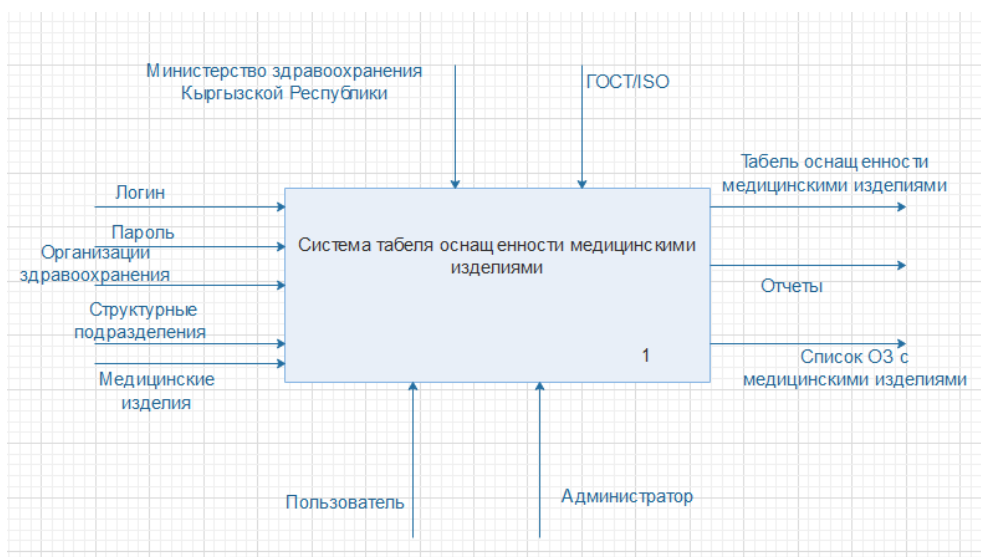 Министерство здравоохранения
Кыргызской Республики
ГОСТ/ISO
Логин
Пароль
Организации
здравоохранения
Структурные
подразделения
Медицинские
изделия
Система табеля оснащенности медицинскими
изделиями
1
Табель оснащенности
медицинскими изделиями
Отчеты
Список ОЗ с
медицинскими изделиями
Пользователь
Администратор